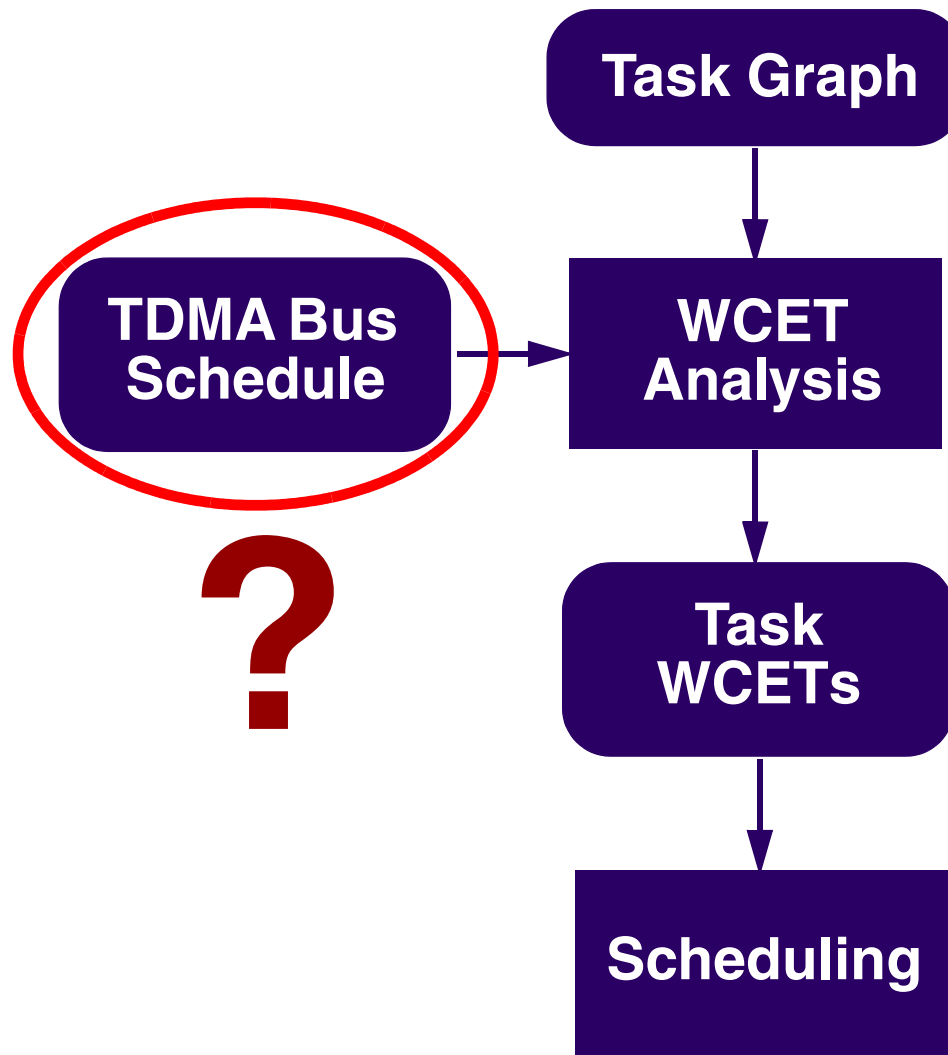 Task Graph
TDMA Bus
Schedule
WCET
Analysis
?
Task
WCETs
Scheduling